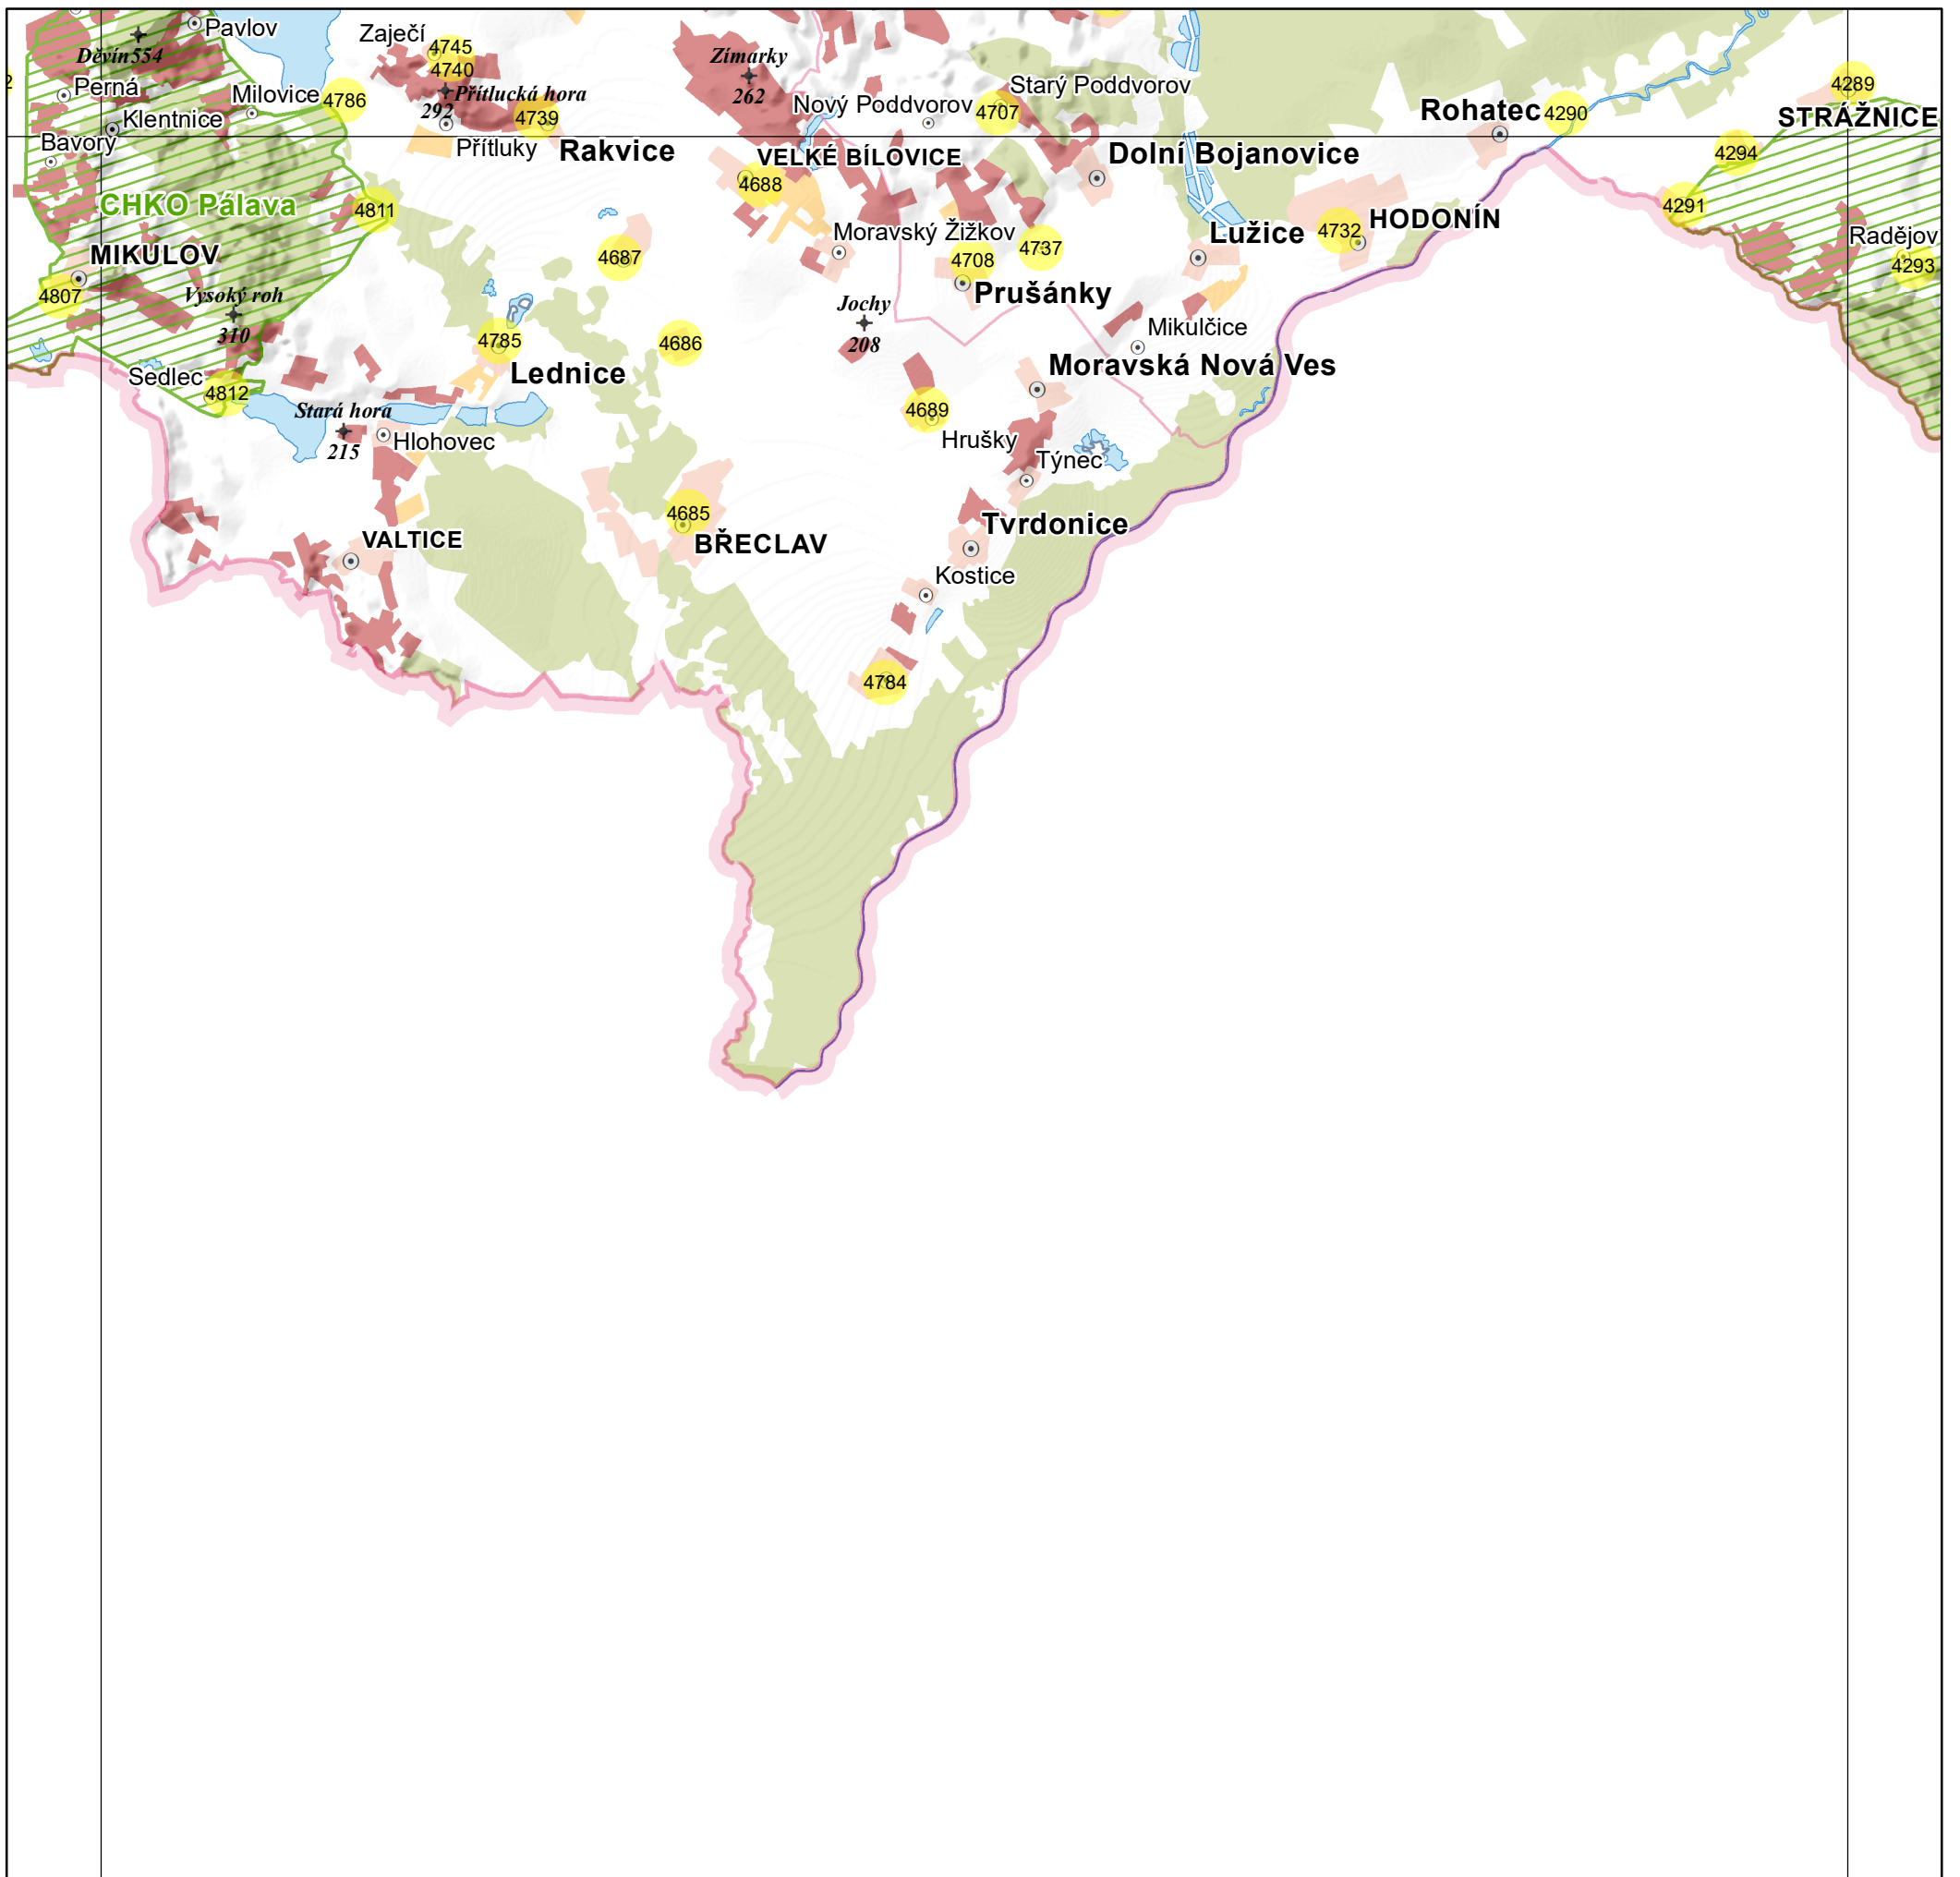 Pavlov
Zaječí
4745
Děvín 554
4740
Zímarky
262
Starý Poddvorov
4289
2
Perná
Milovice
4786
292
Přítlucká hora
4739
Nový Poddvorov
4707
Rohatec
4290
STRÁŽNICE
Klentnice
Bavory
Přítluky
Rakvice
VELKÉ BÍLOVICE
Dolní Bojanovice
4294
4688
CHKO Pálava
4811
4291
HODONÍN
4732
Moravský Žižkov
Lužice
4737
Radějov
MIKULOV
4687
4708
4293
4807
Vysoký roh
310
Prušánky
Jochy
208
Mikulčice
4785
4686
Lednice
Moravská Nová Ves
Sedlec
4812
Stará hora
215
4689
Hlohovec
Hrušky
Týnec
4685
Tvrdonice
VALTICE
BŘECLAV
Kostice
4784